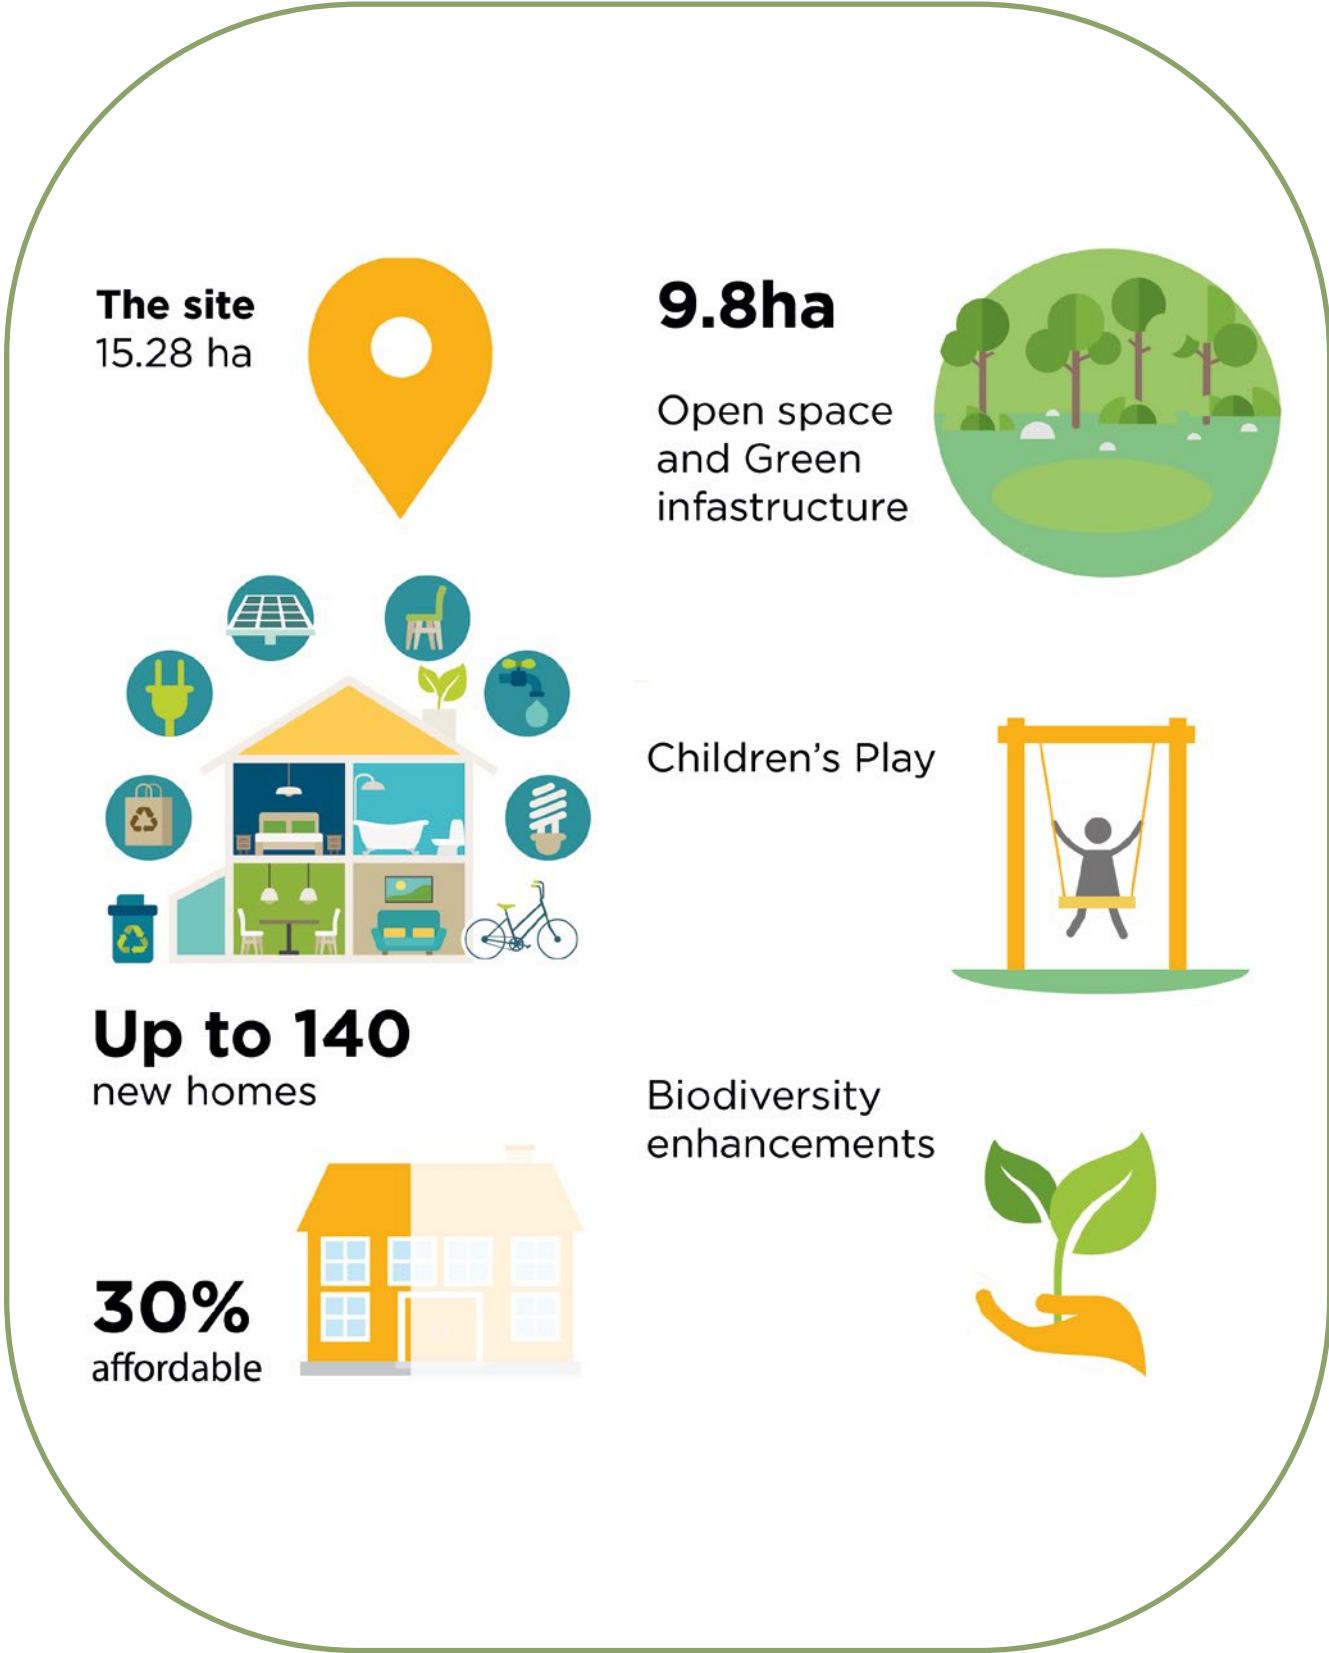 The site
15.28 ha
9.8ha
Open space
and Green
infastructure
Up to 140
new homes
Children's Play
30%
affordable
Biodiversity
enhancements